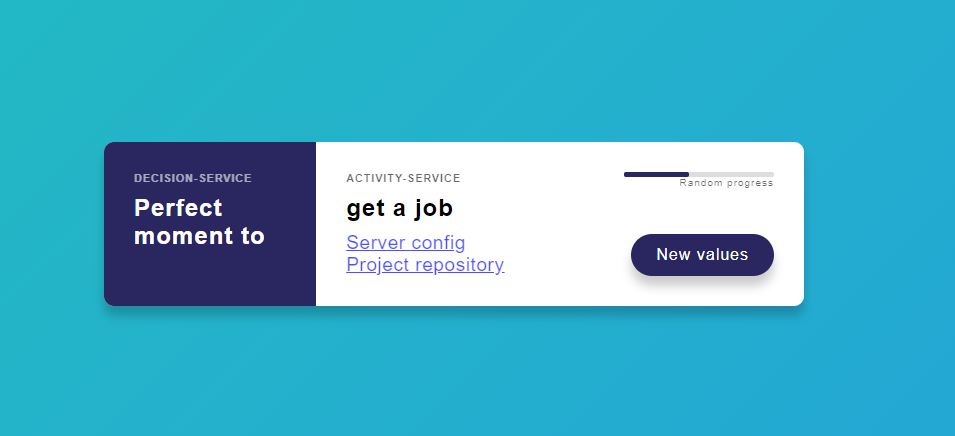 DECISION-SERVICE
Perfect
moment to
ACTIVITY-SERVICE
get a job
Server config
Project repository
Random progress
New values